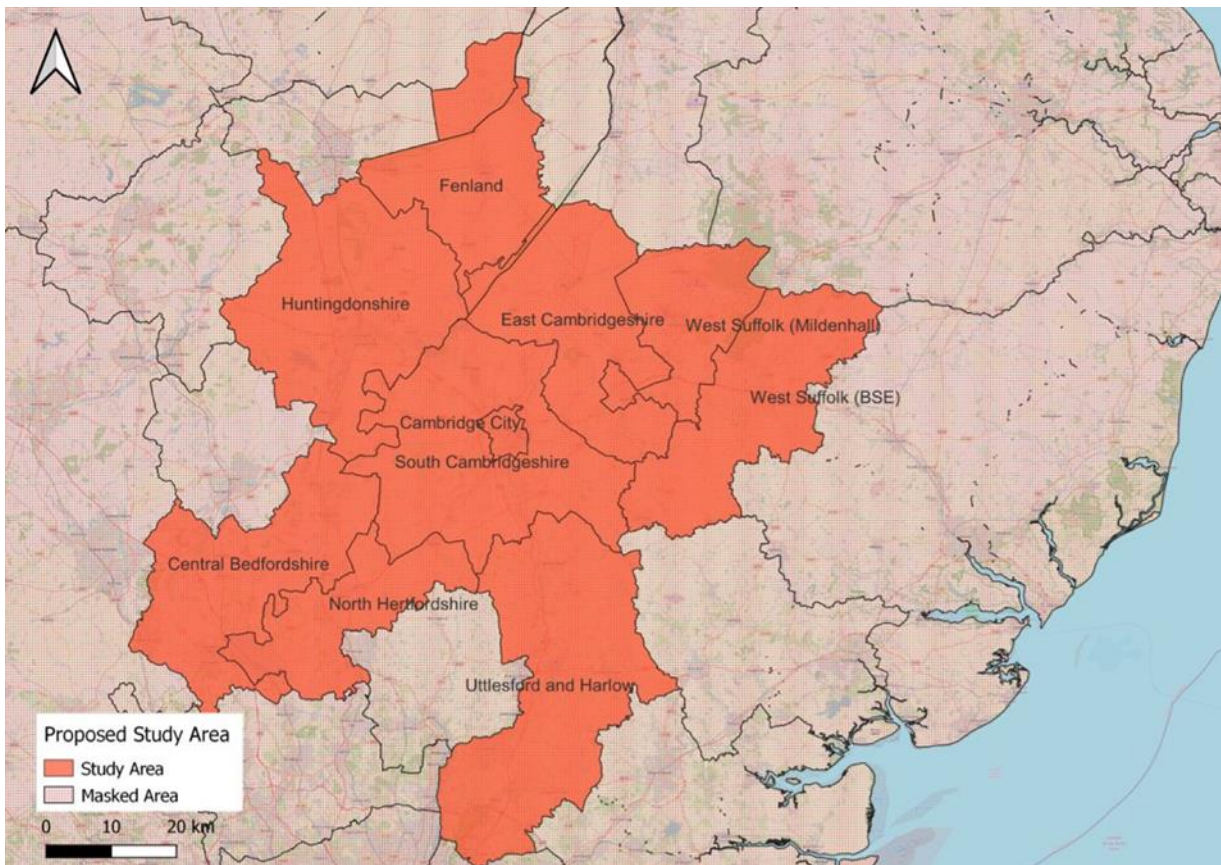 Fenland
Huntingdonshire
East Cambridgeshire
West Suffolk (Mildenhall)
West Suffolk (BSE)
Cambridge City
South Cambridgeshire
Central Bedfordshire
North Hertfordshire
Uttlesford and Harlow
Proposed Study Area
Study Area
Masked Area
0 10 20 km